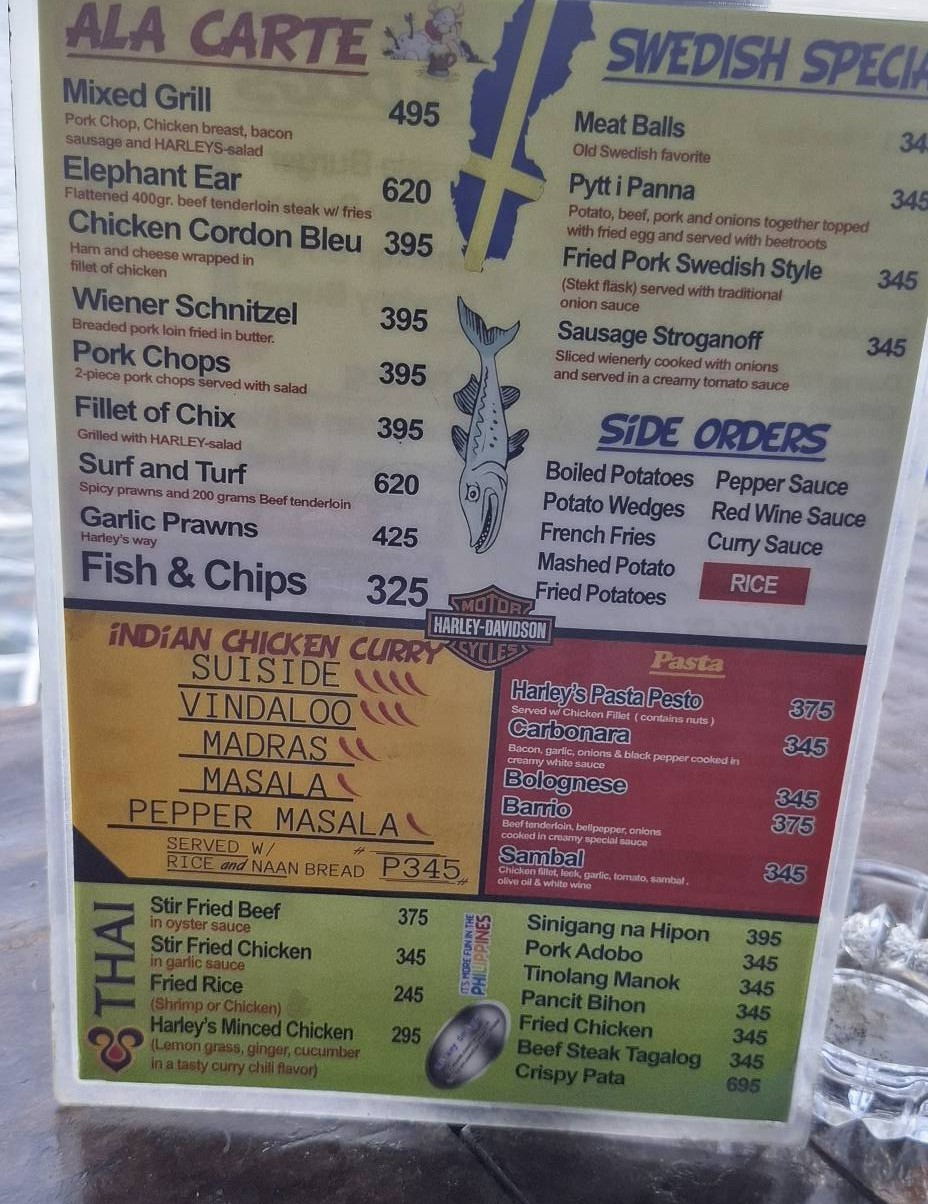 ALA CARTE
Mixed Grill 495
Pork Chop, Chicken breast, bacon
sausage and HARLEYS-salad
Elephant Ear 620
Flattened 400gr. beef tenderloin steak w/ fries
Chicken Cordon Bleu 395
Ham and cheese wrapped in
fillet of chicken
Wiener Schnitzel 395
Breaded pork loin fried in butter.
Pork Chops 395
2-piece pork chops served with salad
Fillet of Chix 395
Grilled with HARLEY-salad
Surf and Turf 620
Spicy prawns and 200 grams Beef tenderloin
Garlic Prawns 425
Harley's way
Fish & Chips 325
SWEDISH SPECIA
Meat Balls 34
Old Swedish favorite
Pytt i Panna 345
Potato, beef, pork and onions together topped
with fried egg and served with beetroots
Fried Pork Swedish Style 345
(Stekt fläsk) served with traditional
onion sauce
Sausage Stroganoff 345
Sliced wienerly cooked with onions
and served in a creamy tomato sauce
SiDE ORDERS
Boiled Potatoes Pepper Sauce
Potato Wedges Red Wine Sauce
French Fries Curry Sauce
Mashed Potato RICE
Fried Potatoes
MOTOR
HARLEY-DAVIDSON
CYCLES
iNDiAN CHICKEN CURRY
SUISIDE
VINDALOO
MADRAS
MASALA
PEPPER MASALA
SERVED W/
RICE and NAAN BREAD P345
Pasta
Harley's Pasta Pesto 375
Served w/ Chicken Fillet ( contains nuts )
Carbonara 345
Bacon, garlic, onions & black pepper cooked in
creamy white sauce
Bolognese 345
Barrio 375
Beef tenderloin, bellpepper, onions
cooked in creamy special sauce
Sambal 345
Chicken fillet, leek, garlic, tomato, sambal,
olive oil & white wine
THAI
Stir Fried Beef 375
in oyster sauce
Stir Fried Chicken 345
in garlic sauce
Fried Rice 245
(Shrimp or Chicken)
Harley's Minced Chicken 295
(Lemon grass, ginger, cucumber
in a tasty curry chili flavor)
IT'S MORE FUN IN THE
PHILIPPINES
Sinigang na Hipon 395
Pork Adobo 345
Tinolang Manok 345
Pancit Bihon 345
Fried Chicken 345
Beef Steak Tagalog 345
Crispy Pata 695